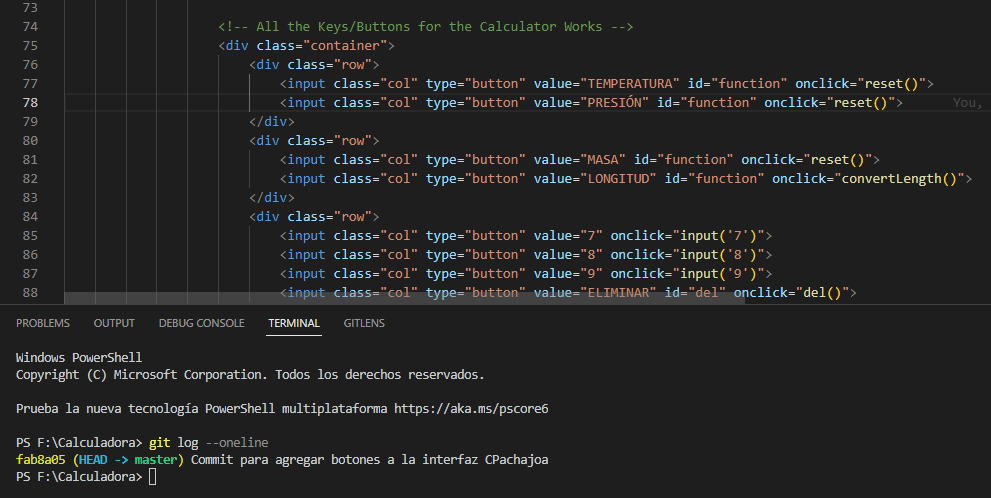 73
74 <!-- All the Keys/Buttons for the Calculator Works -->
75 <div class="container">
76 <div class="row">
77 <input class="col" type="button" value="TEMPERATURA" id="function" onclick="reset()">
78 <input class="col" type="button" value="PRESIÓN" id="function" onclick="reset()"> You,
79 </div>
80 <div class="row">
81 <input class="col" type="button" value="MASA" id="function" onclick="reset()">
82 <input class="col" type="button" value="LONGITUD" id="function" onclick="convertLength()">
83 </div>
84 <div class="row">
85 <input class="col" type="button" value="7" onclick="input('7')">
86 <input class="col" type="button" value="8" onclick="input('8')">
87 <input class="col" type="button" value="9" onclick="input('9')">
88 <input class="col" type="button" value="ELIMINAR" id="del" onclick="del()">
PROBLEMS OUTPUT DEBUG CONSOLE TERMINAL GITLENS
Windows PowerShell
Copyright (C) Microsoft Corporation. Todos los derechos reservados.
Prueba la nueva tecnología PowerShell multiplataforma https://aka.ms/pscore6
PS F:\Calculadora> git log --oneline
fab8a05 (HEAD -> master) Commit para agregar botones a la interfaz CPachajoa
PS F:\Calculadora>